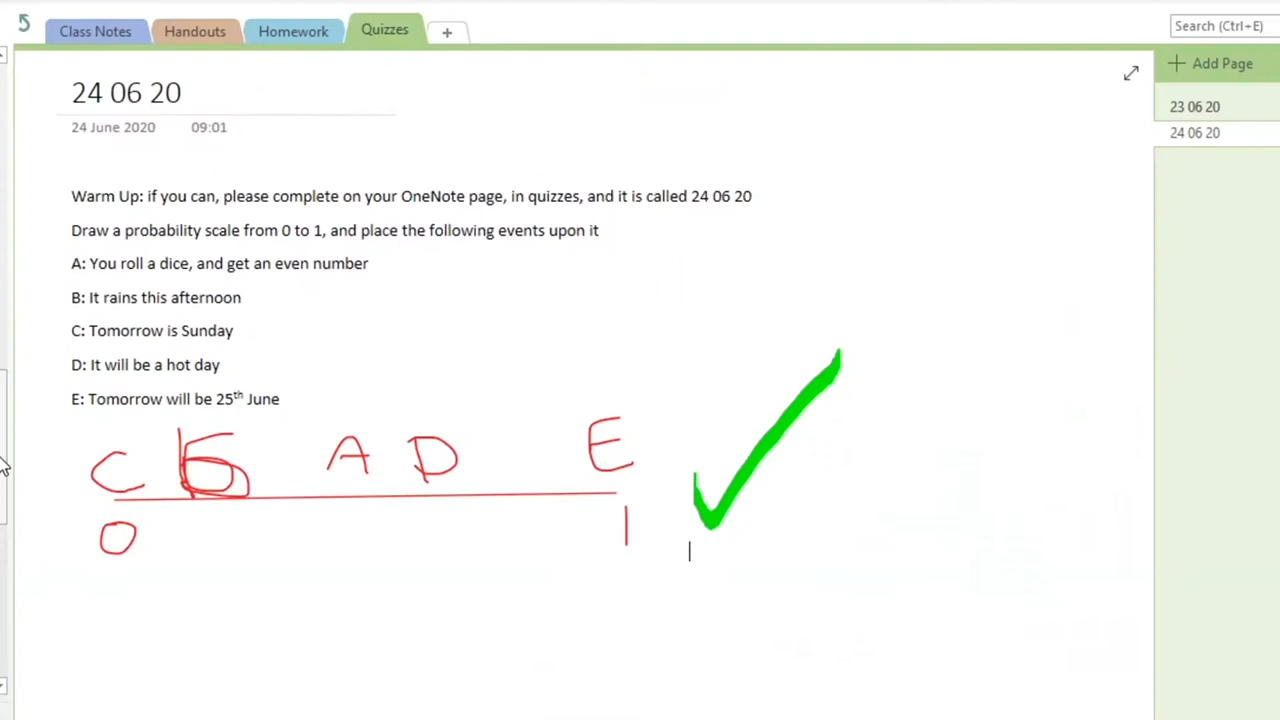 Class Notes Handouts Homework Quizzes +
Search (Ctrl+E)
Add Page
23 06 20
24 06 20
24 06 20
24 June 2020 09:01
Warm Up: if you can, please complete on your OneNote page, in quizzes, and it is called 24 06 20
Draw a probability scale from 0 to 1, and place the following events upon it
A: You roll a dice, and get an even number
B: It rains this afternoon
C: Tomorrow is Sunday
D: It will be a hot day
E: Tomorrow will be 25th June
C A D E
0 1